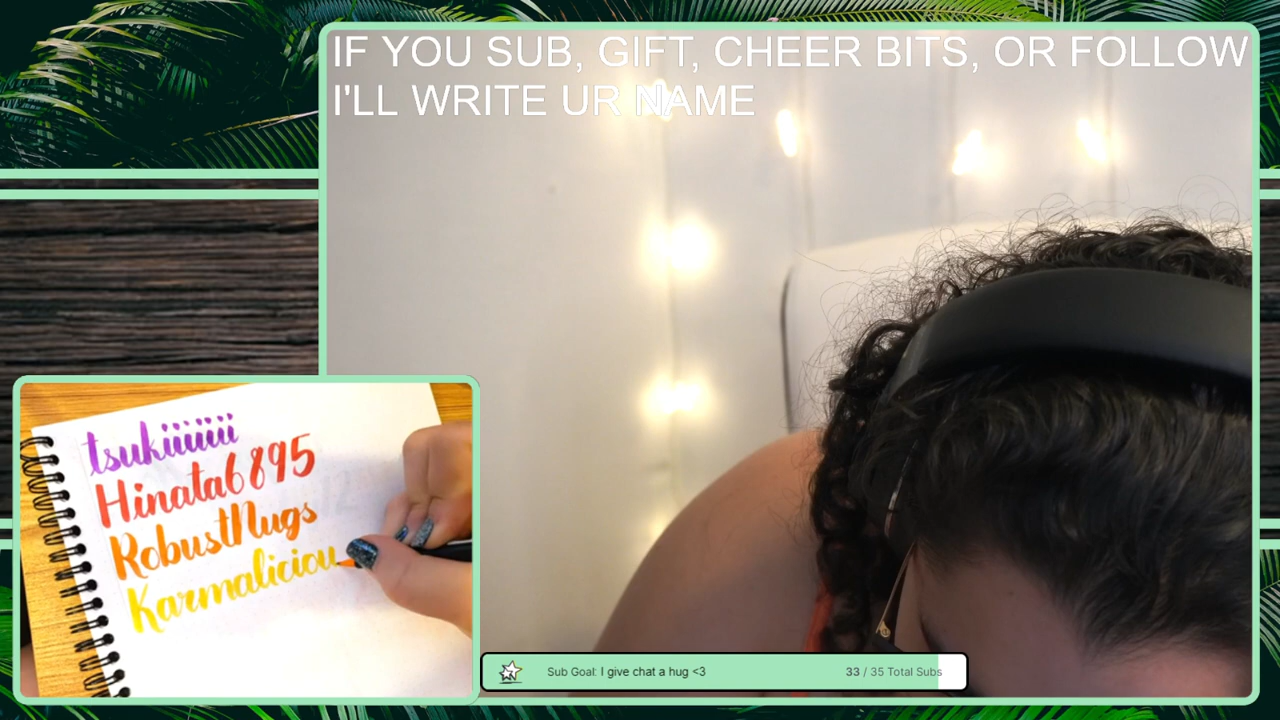 IF YOU SUB, GIFT, CHEER BITS, OR FOLLOW
I'LL WRITE UR NAME
tsukiiiiiii
Hinata6895
RobustNugs
Karmaliciou
Sub Goal: I give chat a hug <3
33 / 35 Total Subs